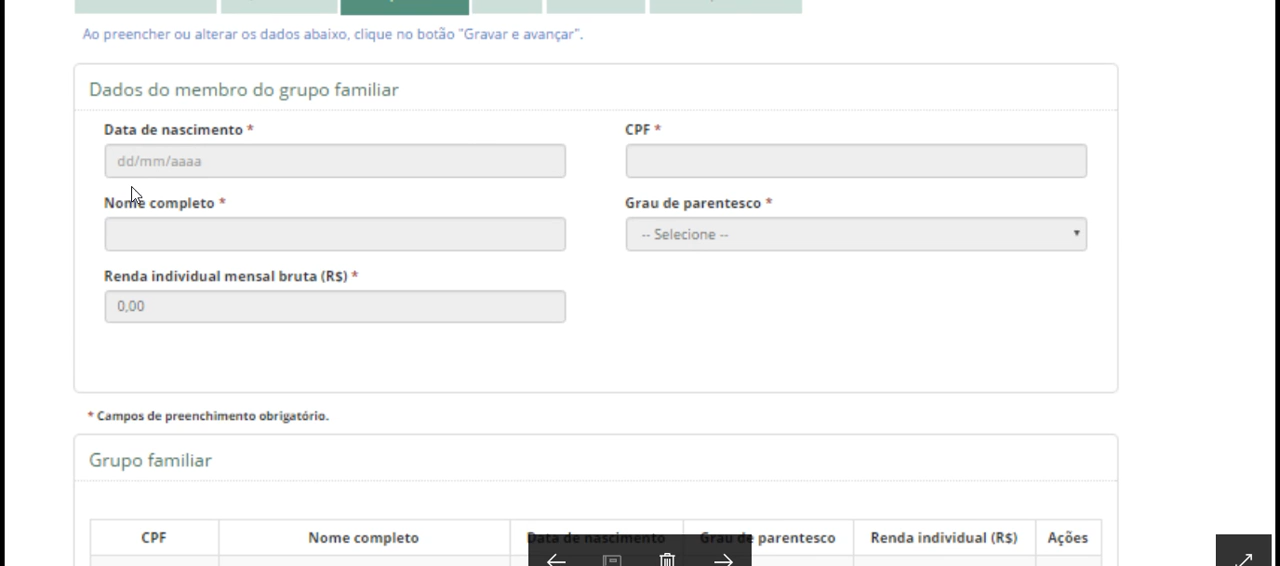 Ao preencher ou alterar os dados abaixo, clique no botão "Gravar e avançar".
Dados do membro do grupo familiar
Data de nascimento *
CPF *
dd/mm/aaaa
Nome completo *
Grau de parentesco *
-- Selecione --
Renda individual mensal bruta (R$) *
0,00
* Campos de preenchimento obrigatório.
Grupo familiar
CPF Nome completo Data de nascimento Grau de parentesco Renda individual (R$) Ações